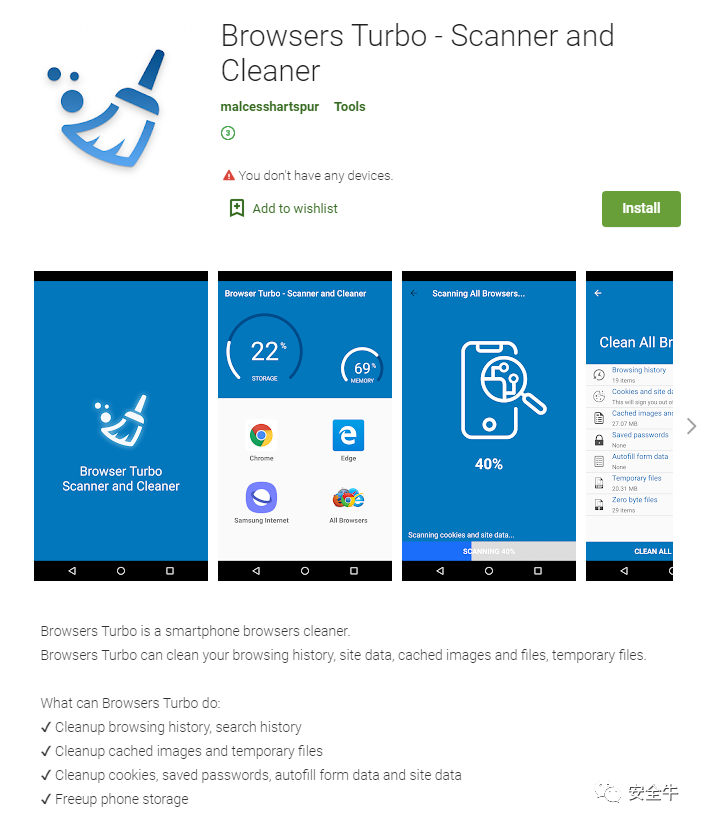 Browsers Turbo - Scanner and
Cleaner
malcesshartspur Tools
3
You don't have any devices.
Add to wishlist
Install
Browser Turbo
Scanner and Cleaner
Browser Turbo - Scanner and Cleaner
22%
STORAGE
69%
MEMORY
Chrome
Edge
Samsung Internet
All Browsers
Scanning All Browsers...
40%
Scanning cookies and site data...
SCANNING 40%
Clean All Br
Browsing history
19 items
Cookies and site da
This will sign you out of
Cached images and
27.07 MB
Saved passwords
None
Autofill form data
None
Temporary files
20.31 MB
Zero byte files
29 items
CLEAN ALL
Browsers Turbo is a smartphone browsers cleaner.
Browsers Turbo can clean your browsing history, site data, cached images and files, temporary files.
What can Browsers Turbo do:
✓ Cleanup browsing history, search history
✓ Cleanup cached images and temporary files
✓ Cleanup cookies, saved passwords, autofill form data and site data
✓ Freeup phone storage
安全牛